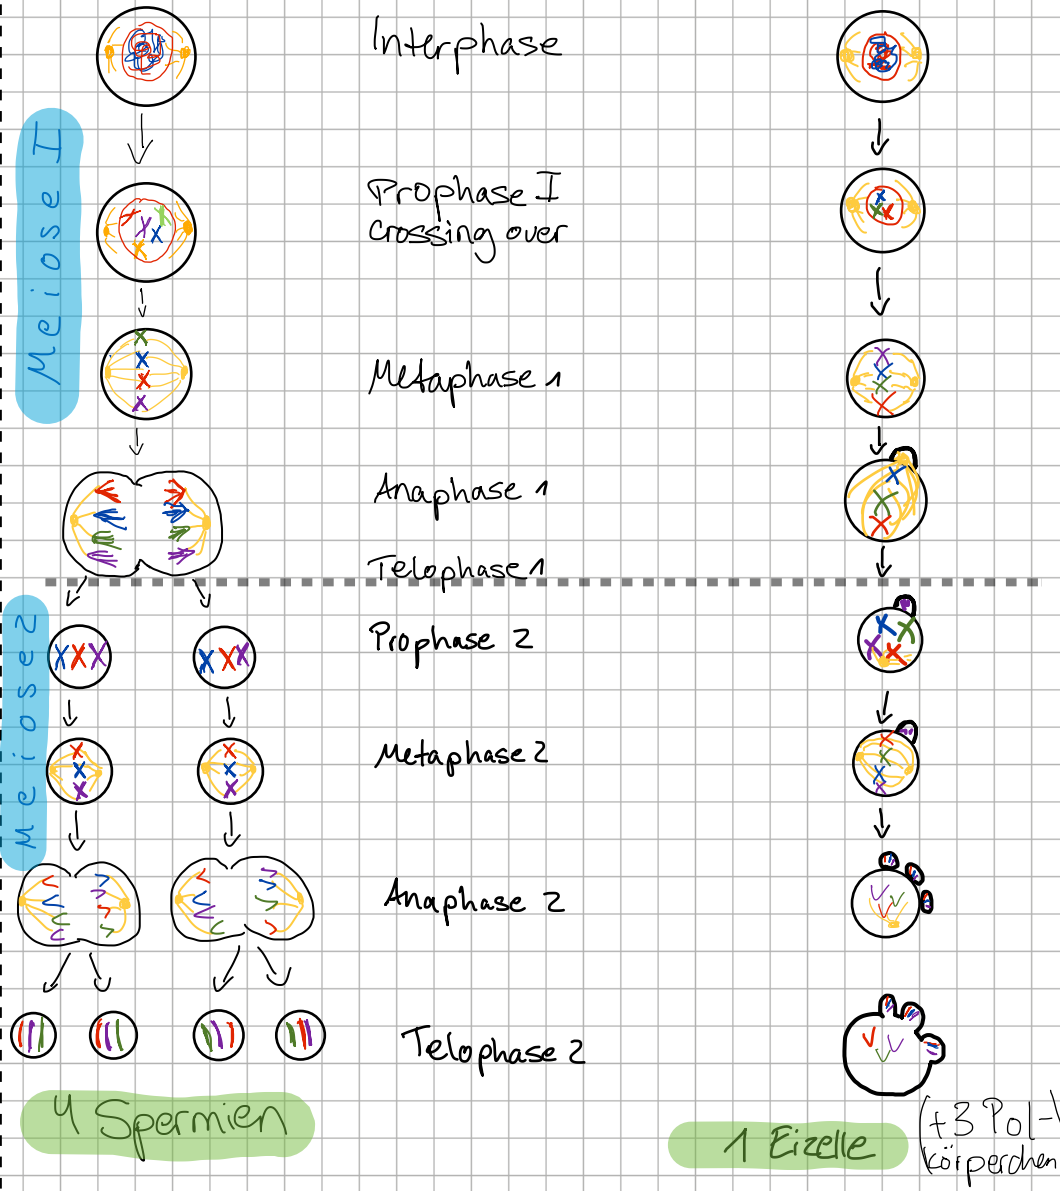 Interphase
Meiose I
Prophase I
Crossing over
Metaphase 1
Anaphase 1
Telophase 1
Meiose 2
Prophase 2
Metaphase 2
Anaphase 2
Telophase 2
4 Spermien
1 Eizelle
(+3 Pol-
körperchen